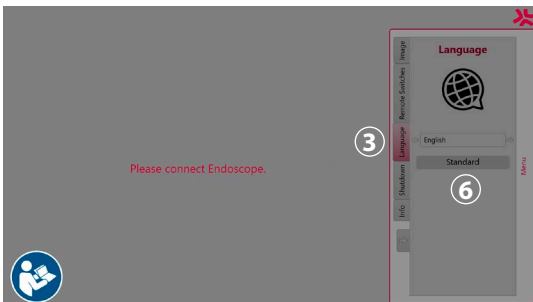 Image
Remote Switches
Language
Shutdown
Info
Language
English
Standard
Menu
Please connect Endoscope.
3
6